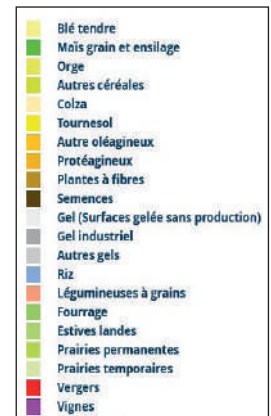 Blé tendre
Maïs grain et ensilage
Orge
Autres céréales
Colza
Tournesol
Autre oléagineux
Protéagineux
Plantes à fibres
Semences
Gel (Surfaces gelée sans production)
Gel industriel
Autres gels
Riz
Légumineuses à grains
Fourrage
Estives landes
Prairies permanentes
Prairies temporaires
Vergers
Vignes